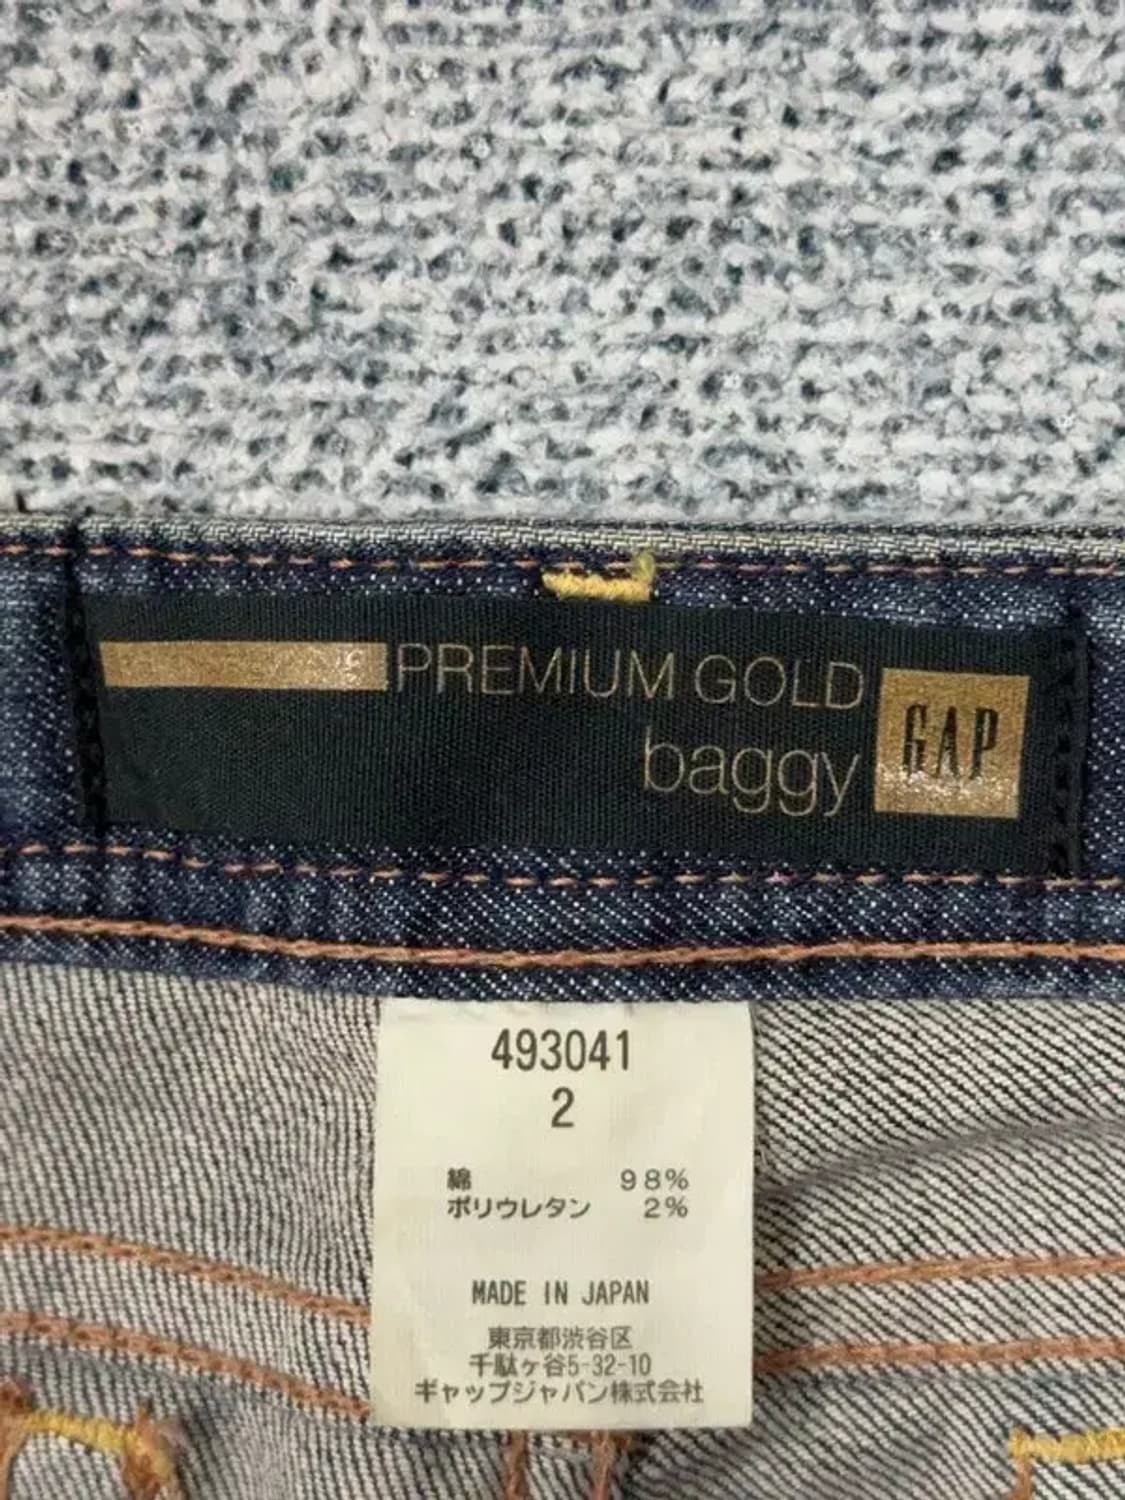 PREMIUM GOLD
baggy
GAP
493041
2
綿 98%
ポリウレタン 2%
MADE IN JAPAN
東京都渋谷区
千駄ヶ谷5-32-10
ギャップジャパン株式会社